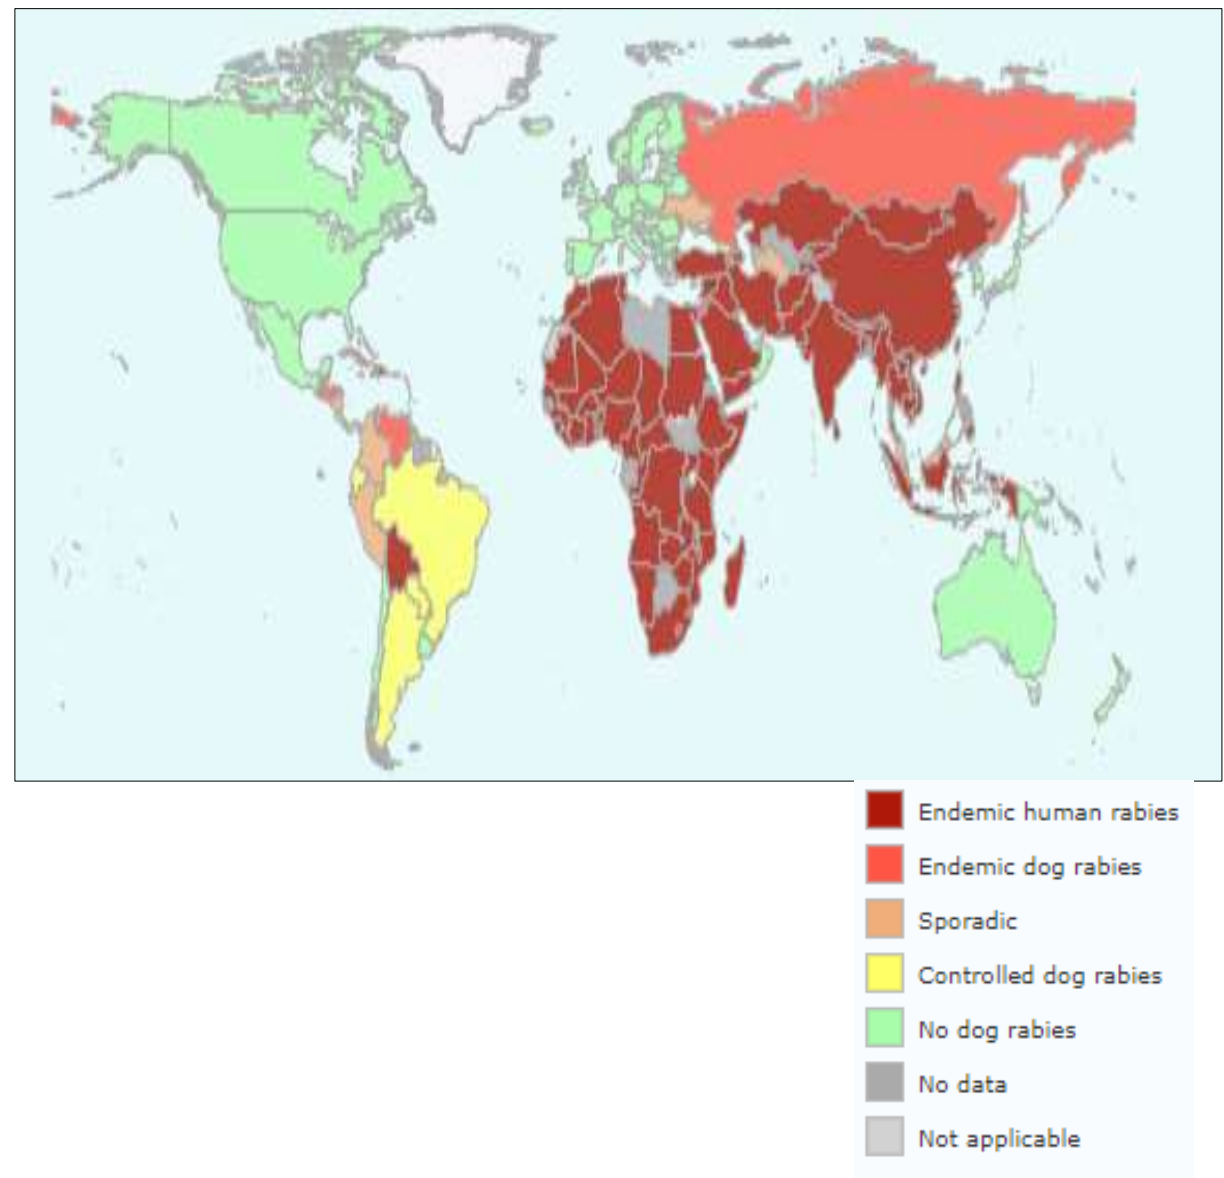 Endemic human rabies
Endemic dog rabies
Sporadic
Controlled dog rabies
No dog rabies
No data
Not applicable